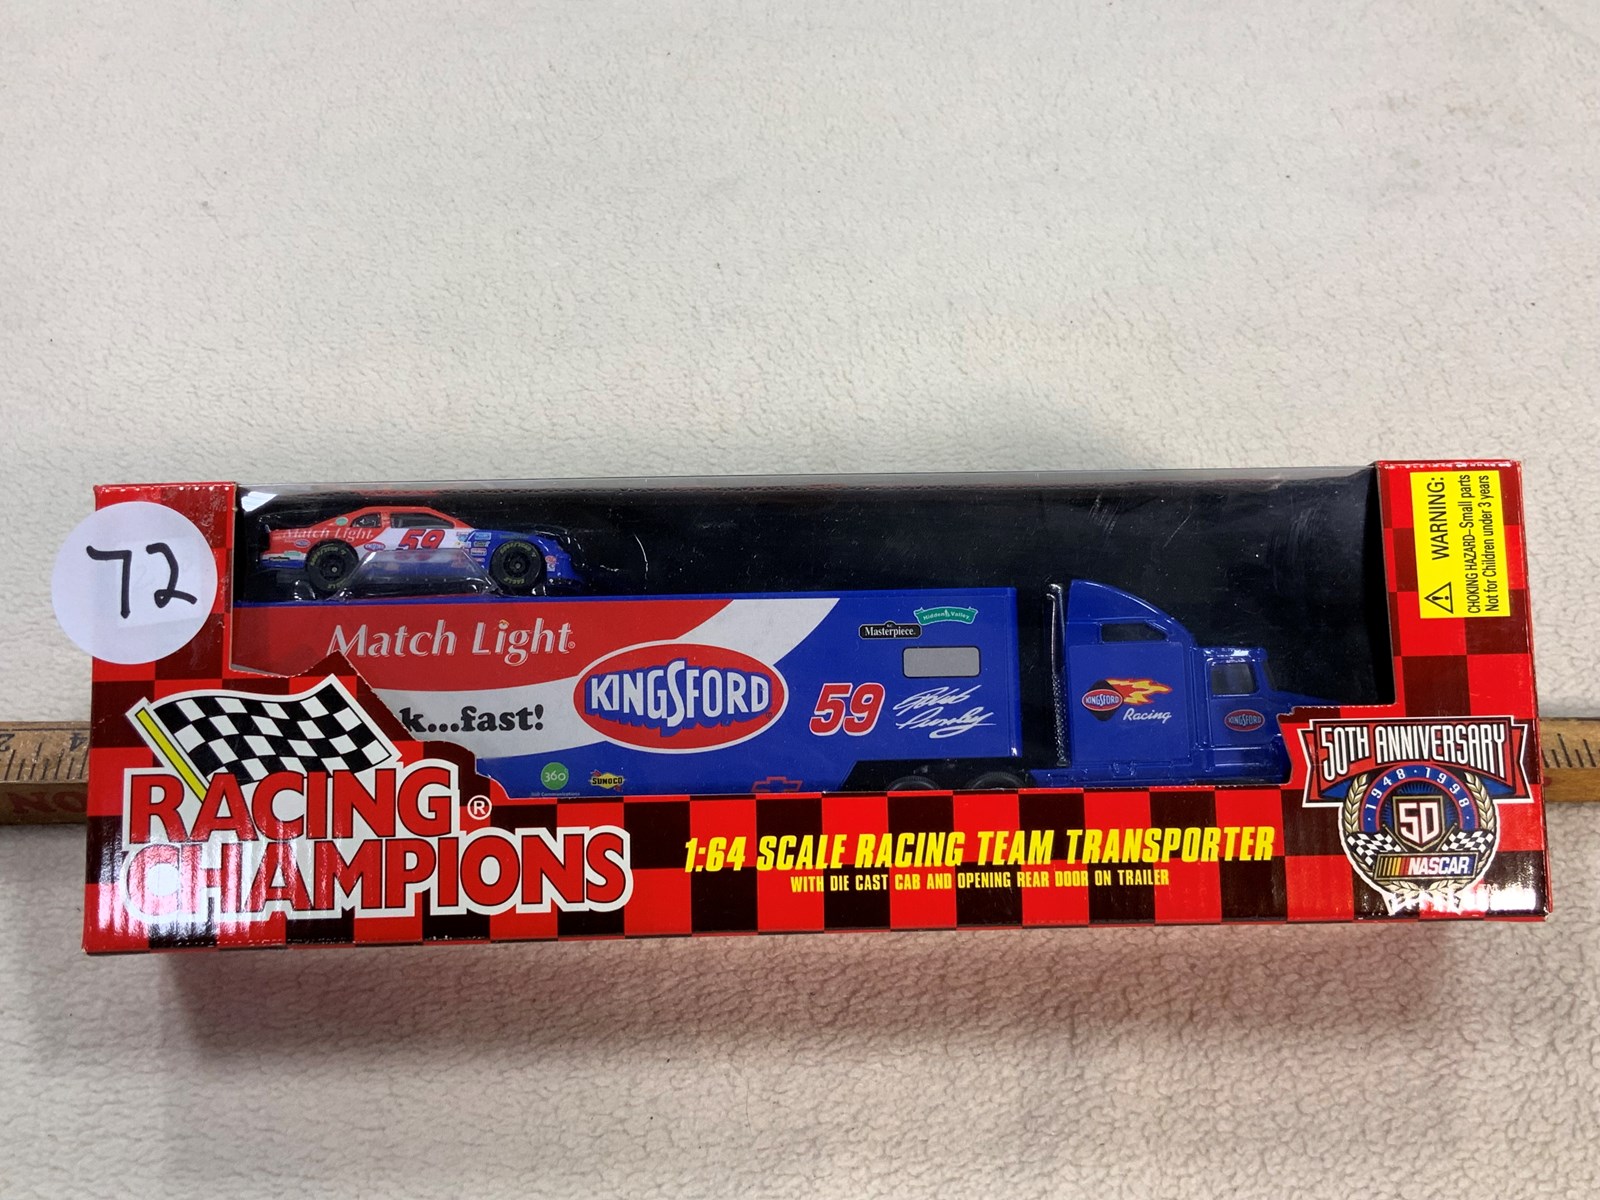 72
Match Light 59
Match Light®
k...fast!
KINGSFORD
59
A.1. Masterpiece.
Hidden Valley.
360
SUNOCO
KINGSFORD
Racing
KINGSFORD
WARNING:
CHOKING HAZARD–Small parts
Not for Children under 3 years
RACING
CHAMPIONS®
1:64 SCALE RACING TEAM TRANSPORTER
WITH DIE CAST CAB AND OPENING REAR DOOR ON TRAILER
50TH ANNIVERSARY
1948 · 1998
50
NASCAR